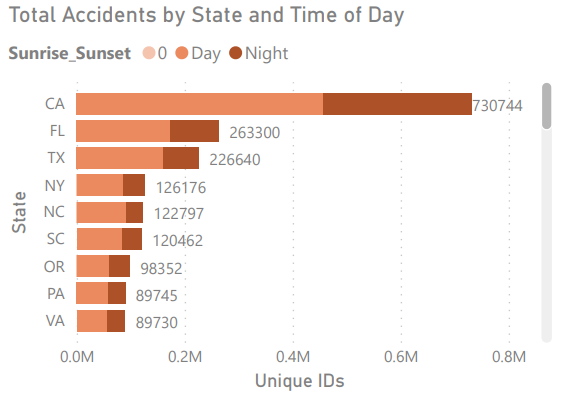 Total Accidents by State and Time of Day
Sunrise_Sunset 0 Day Night
CA 730744
FL 263300
TX 226640
NY 126176
NC 122797
SC 120462
OR 98352
PA 89745
VA 89730
State
0.0M 0.2M 0.4M 0.6M 0.8M
Unique IDs